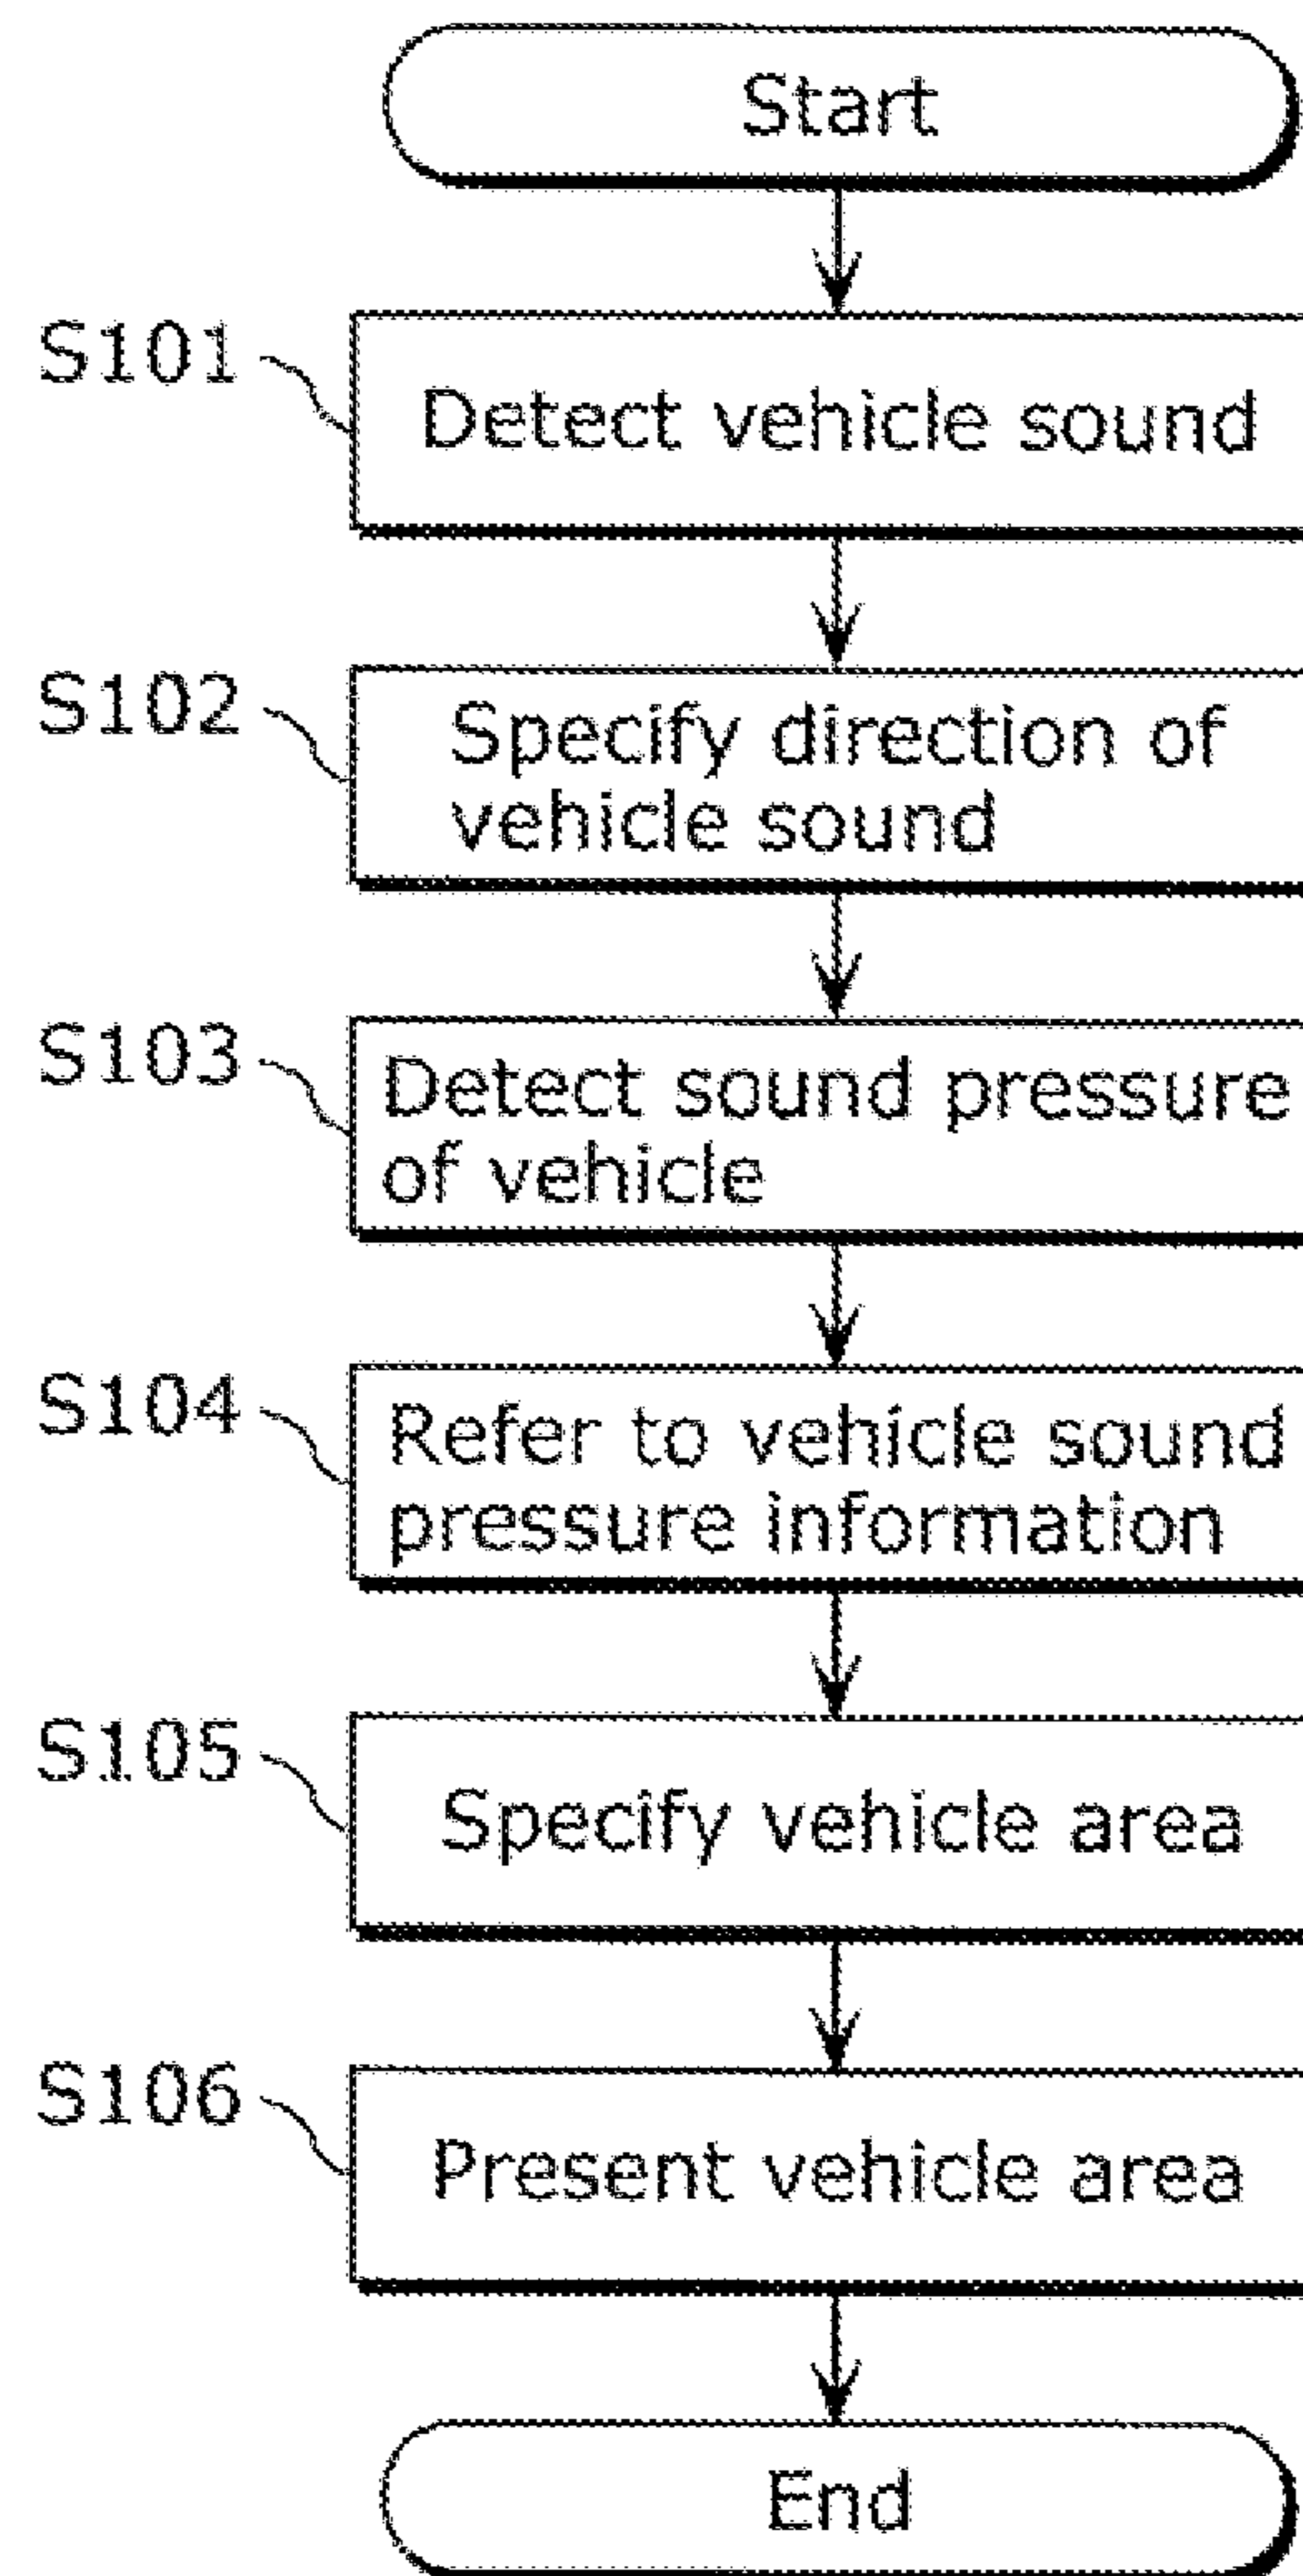 Start
S101
Detect vehicle sound
S102
Specify direction of
vehicle sound
S103
Detect sound pressure
of vehicle
S104
Refer to vehicle sound
pressure information
S105
Specify vehicle area
S106
Present vehicle area
End